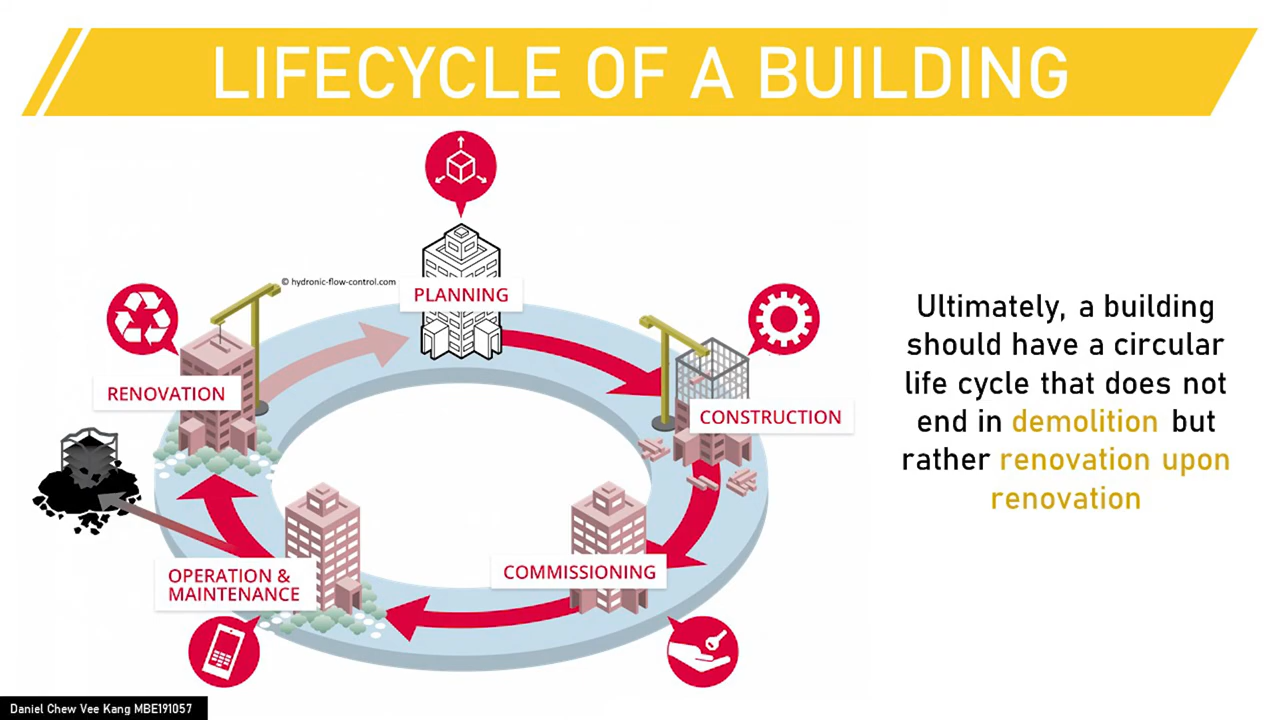 LIFECYCLE OF A BUILDING
© hydronic-flow-control.com
PLANNING
RENOVATION
CONSTRUCTION
COMMISSIONING
OPERATION &
MAINTENANCE
Ultimately, a building
should have a circular
life cycle that does not
end in demolition but
rather renovation upon
renovation
Daniel Chew Vee Kang MBE191057